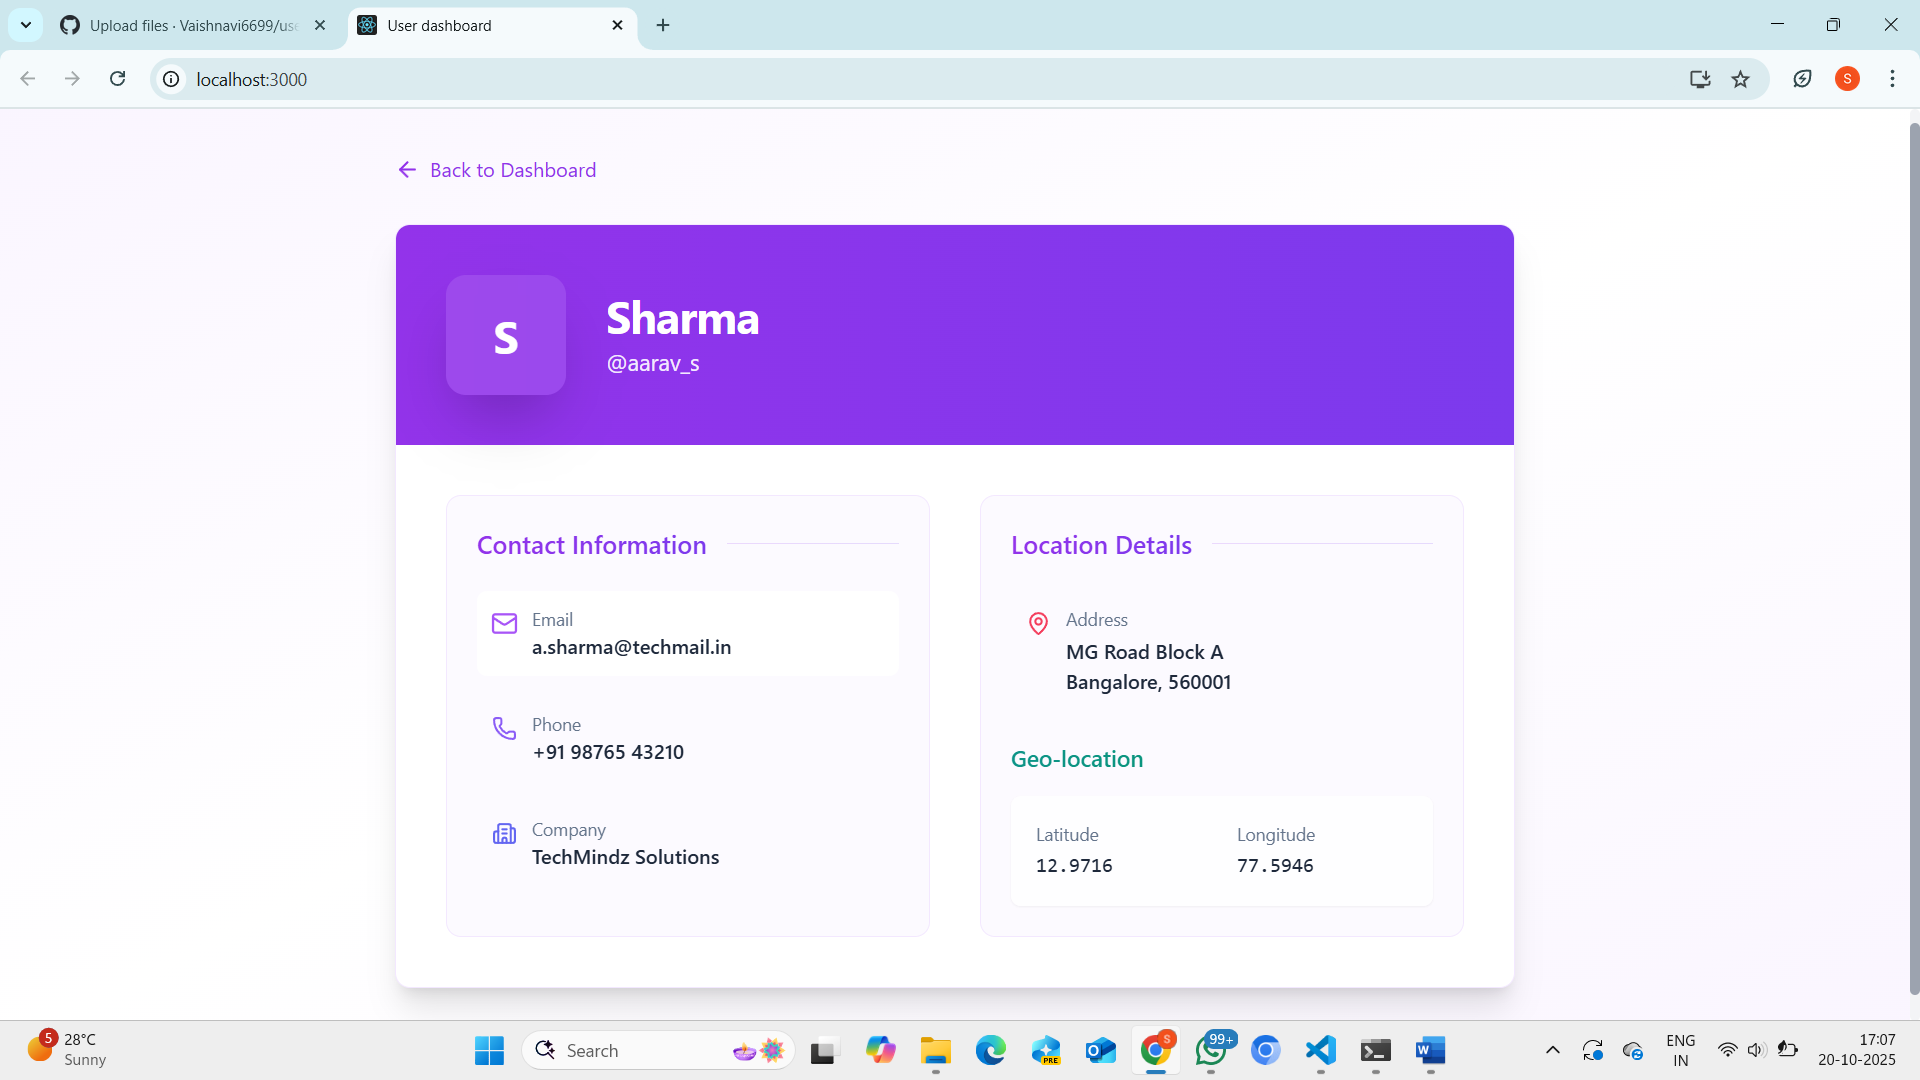 Upload files · Vaishnavi6699/use
User dashboard
localhost:3000
S
Back to Dashboard
S
Sharma
@aarav_s
Contact Information
Email
a.sharma@techmail.in
Phone
+91 98765 43210
Company
TechMindz Solutions
Location Details
Address
MG Road Block A
Bangalore, 560001
Geo-location
Latitude
12.9716
Longitude
77.5946
5
28°C
Sunny
Search
PRE
S
99+
ENG
IN
17:07
20-10-2025